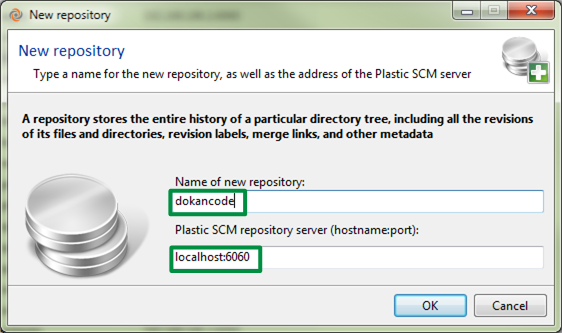 New repository
New repository
Type a name for the new repository, as well as the address of the Plastic SCM server
A repository stores the entire history of a particular directory tree, including all the revisions
of its files and directories, revision labels, merge links, and other metadata
Name of new repository:
dokancode
Plastic SCM repository server (hostname:port):
localhost:6060
OK
Cancel